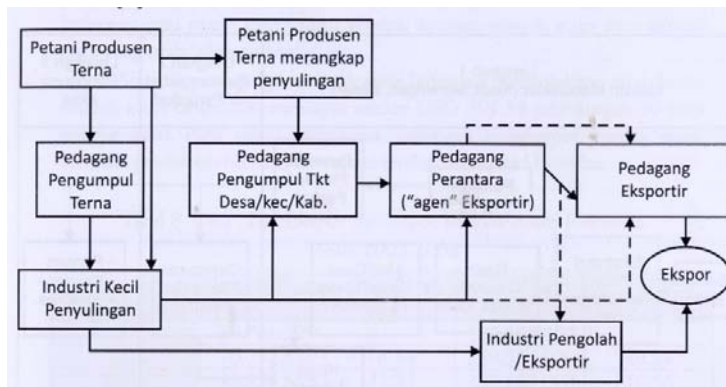 Petani Produsen
Terna
Petani Produsen
Terna merangkap
penyulingan
Pedagang
Pengumpul
Terna
Pedagang
Pengumpul Tkt
Desa/kec/Kab.
Pedagang
Perantara
("agen" Eksportir)
Pedagang
Eksportir
Industri Kecil
Penyulingan
Ekspor
Industri Pengolah
/Eksportir